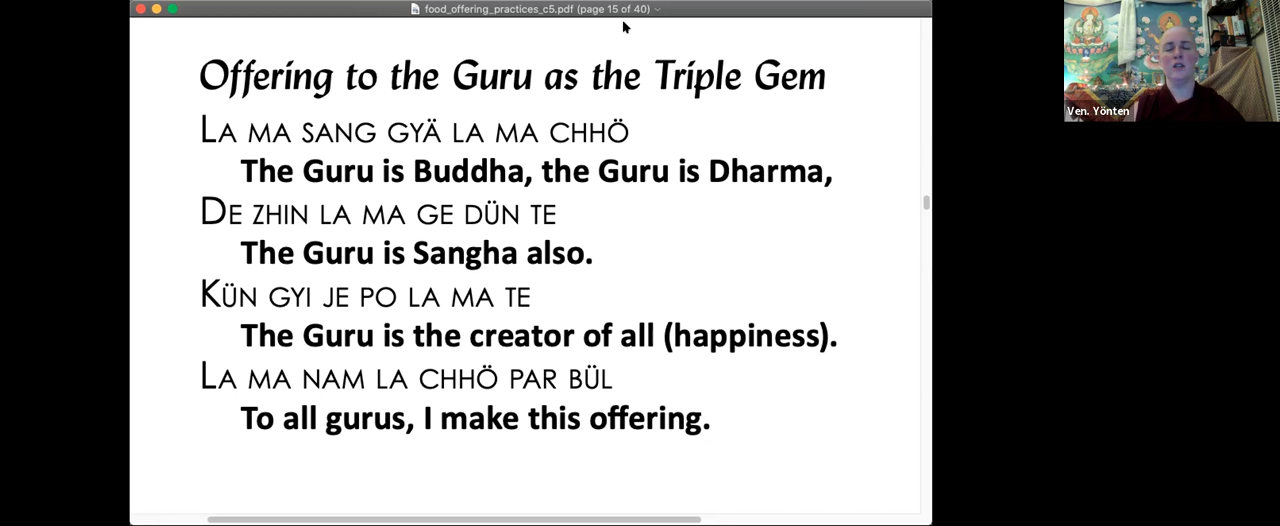 food_offering_practices_c5.pdf (page 15 of 40)
Offering to the Guru as the Triple Gem
LA MA SANG GYÄ LA MA CHHÖ
The Guru is Buddha, the Guru is Dharma,
DE ZHIN LA MA GE DÜN TE
The Guru is Sangha also.
KÜN GYI JE PO LA MA TE
The Guru is the creator of all (happiness).
LA MA NAM LA CHHÖ PAR BÜL
To all gurus, I make this offering.
Ven. Yönten